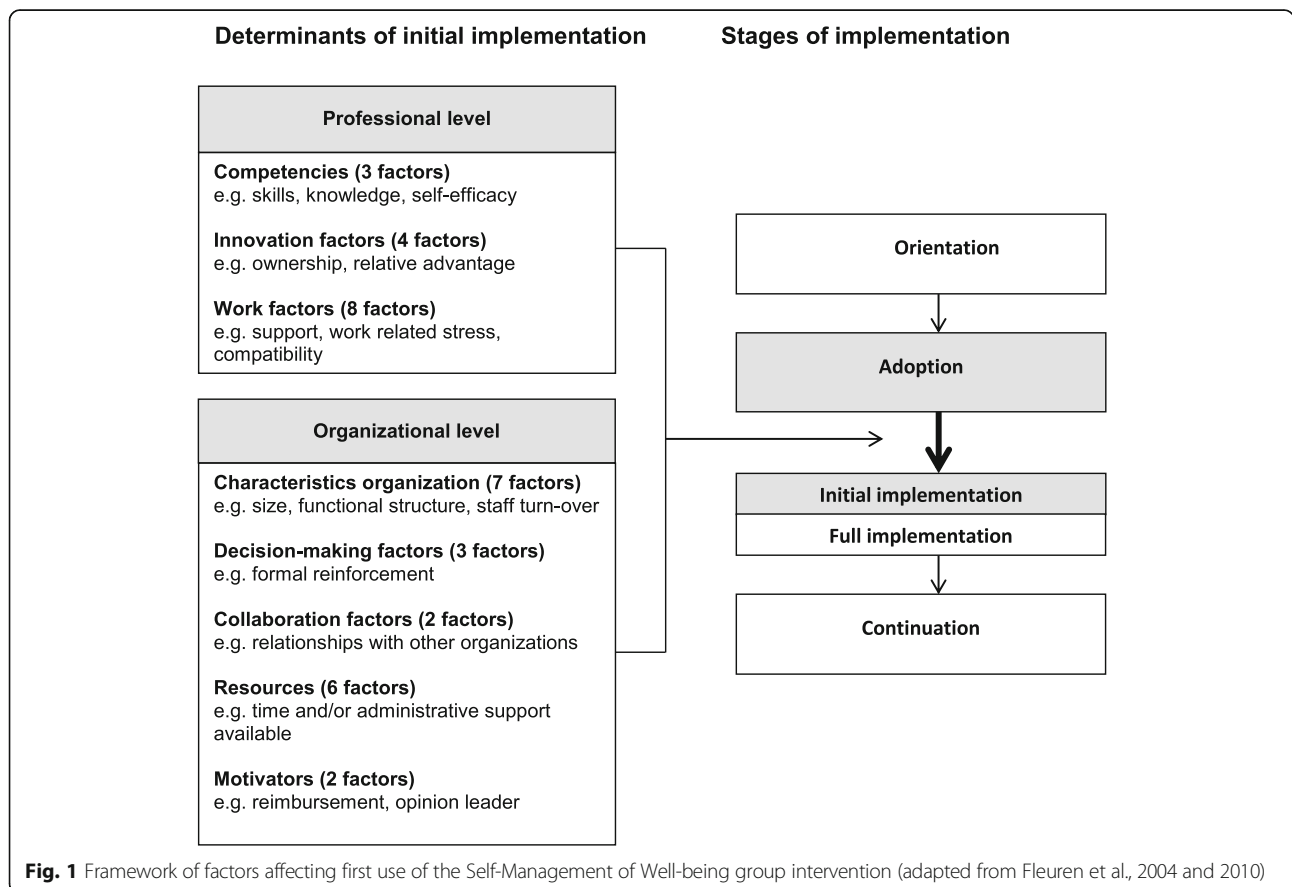 Determinants of initial implementation
Stages of implementation
Professional level
Competencies (3 factors)
e.g. skills, knowledge, self-efficacy
Innovation factors (4 factors)
e.g. ownership, relative advantage
Work factors (8 factors)
e.g. support, work related stress,
compatibility
Organizational level
Characteristics organization (7 factors)
e.g. size, functional structure, staff turn-over
Decision-making factors (3 factors)
e.g. formal reinforcement
Collaboration factors (2 factors)
e.g. relationships with other organizations
Resources (6 factors)
e.g. time and/or administrative support
available
Motivators (2 factors)
e.g. reimbursement, opinion leader
Orientation
Adoption
Initial implementation
Full implementation
Continuation
Fig. 1 Framework of factors affecting first use of the Self-Management of Well-being group intervention (adapted from Fleuren et al., 2004 and 2010)